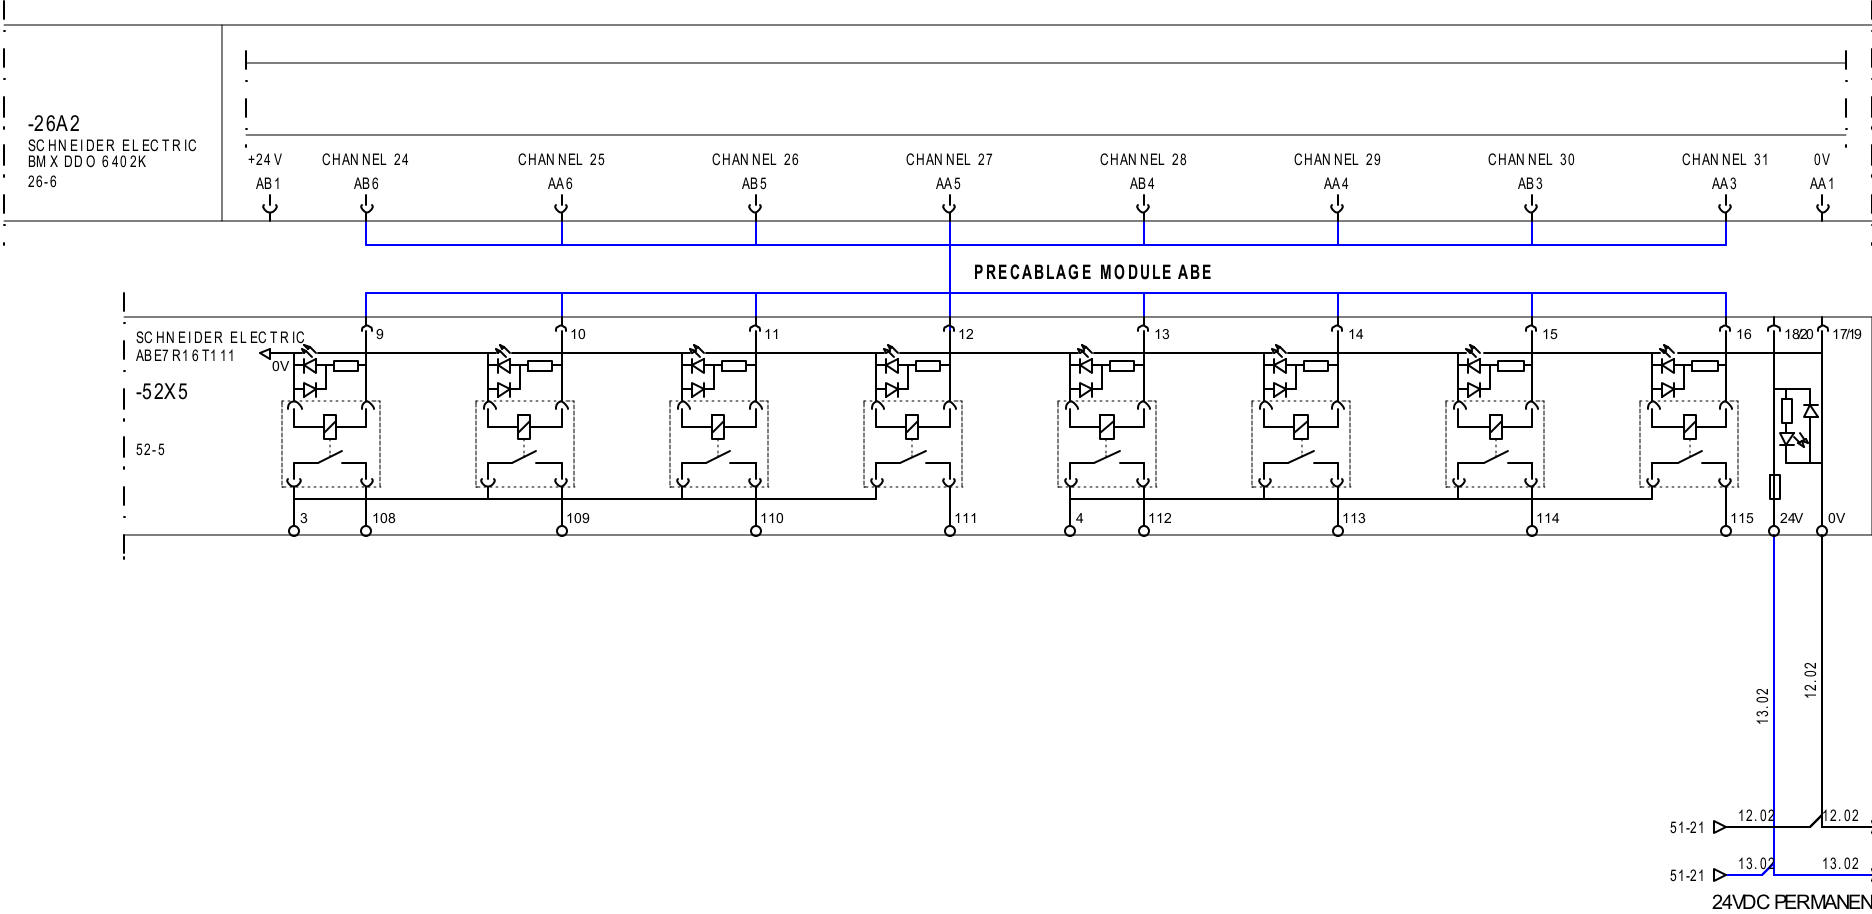 -26A2
SCHNEIDER ELECTRIC
BMX DDO 6402K
26-6
+24V CHANNEL 24 CHANNEL 25 CHANNEL 26 CHANNEL 27 CHANNEL 28 CHANNEL 29 CHANNEL 30 CHANNEL 31 0V
AB1 AB6 AA6 AB5 AA5 AB4 AA4 AB3 AA3 AA1
PRECABLAGE MODULE ABE
SCHNEIDER ELECTRIC
ABE7R16T111
-52X5
52-5
9 10 11 12 13 14 15 16 18/20 17/19
0V
3 108 109 110 111 4 112 113 114 115 24V 0V
13.02 12.02
51-21 12.02 12.02
51-21 13.02 13.02
24VDC PERMANEN